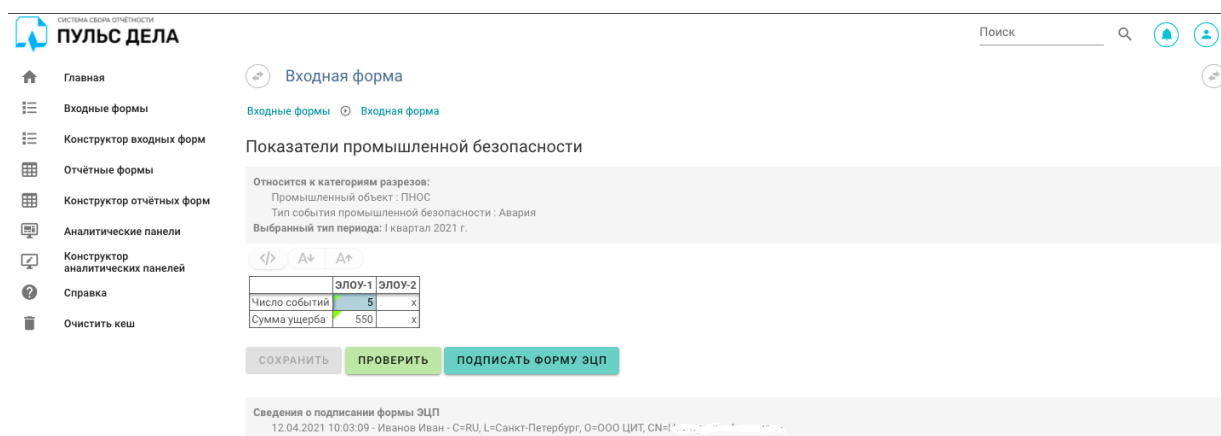 СИСТЕМА СБОРА ОТЧЁТНОСТИ
ПУЛЬС ДЕЛА
Поиск
Главная
Входные формы
Конструктор входных форм
Отчётные формы
Конструктор отчётных форм
Аналитические панели
Конструктор
аналитических панелей
Справка
Очистить кеш
Входная форма
Входные формы Входная форма
Показатели промышленной безопасности
Относится к категориям разрезов:
Промышленный объект : ПНОС
Тип события промышленной безопасности : Авария
Выбранный тип периода: I квартал 2021 г.
</> A↓ A↑
ЭЛОУ-1 ЭЛОУ-2
Число событий 5 x
Сумма ущерба 550 x
СОХРАНИТЬ ПРОВЕРИТЬ ПОДПИСАТЬ ФОРМУ ЭЦП
Сведения о подписании формы ЭЦП
12.04.2021 10:03:09 - Иванов Иван - C=RU, L=Санкт-Петербург, O=ООО ЦИТ, CN=